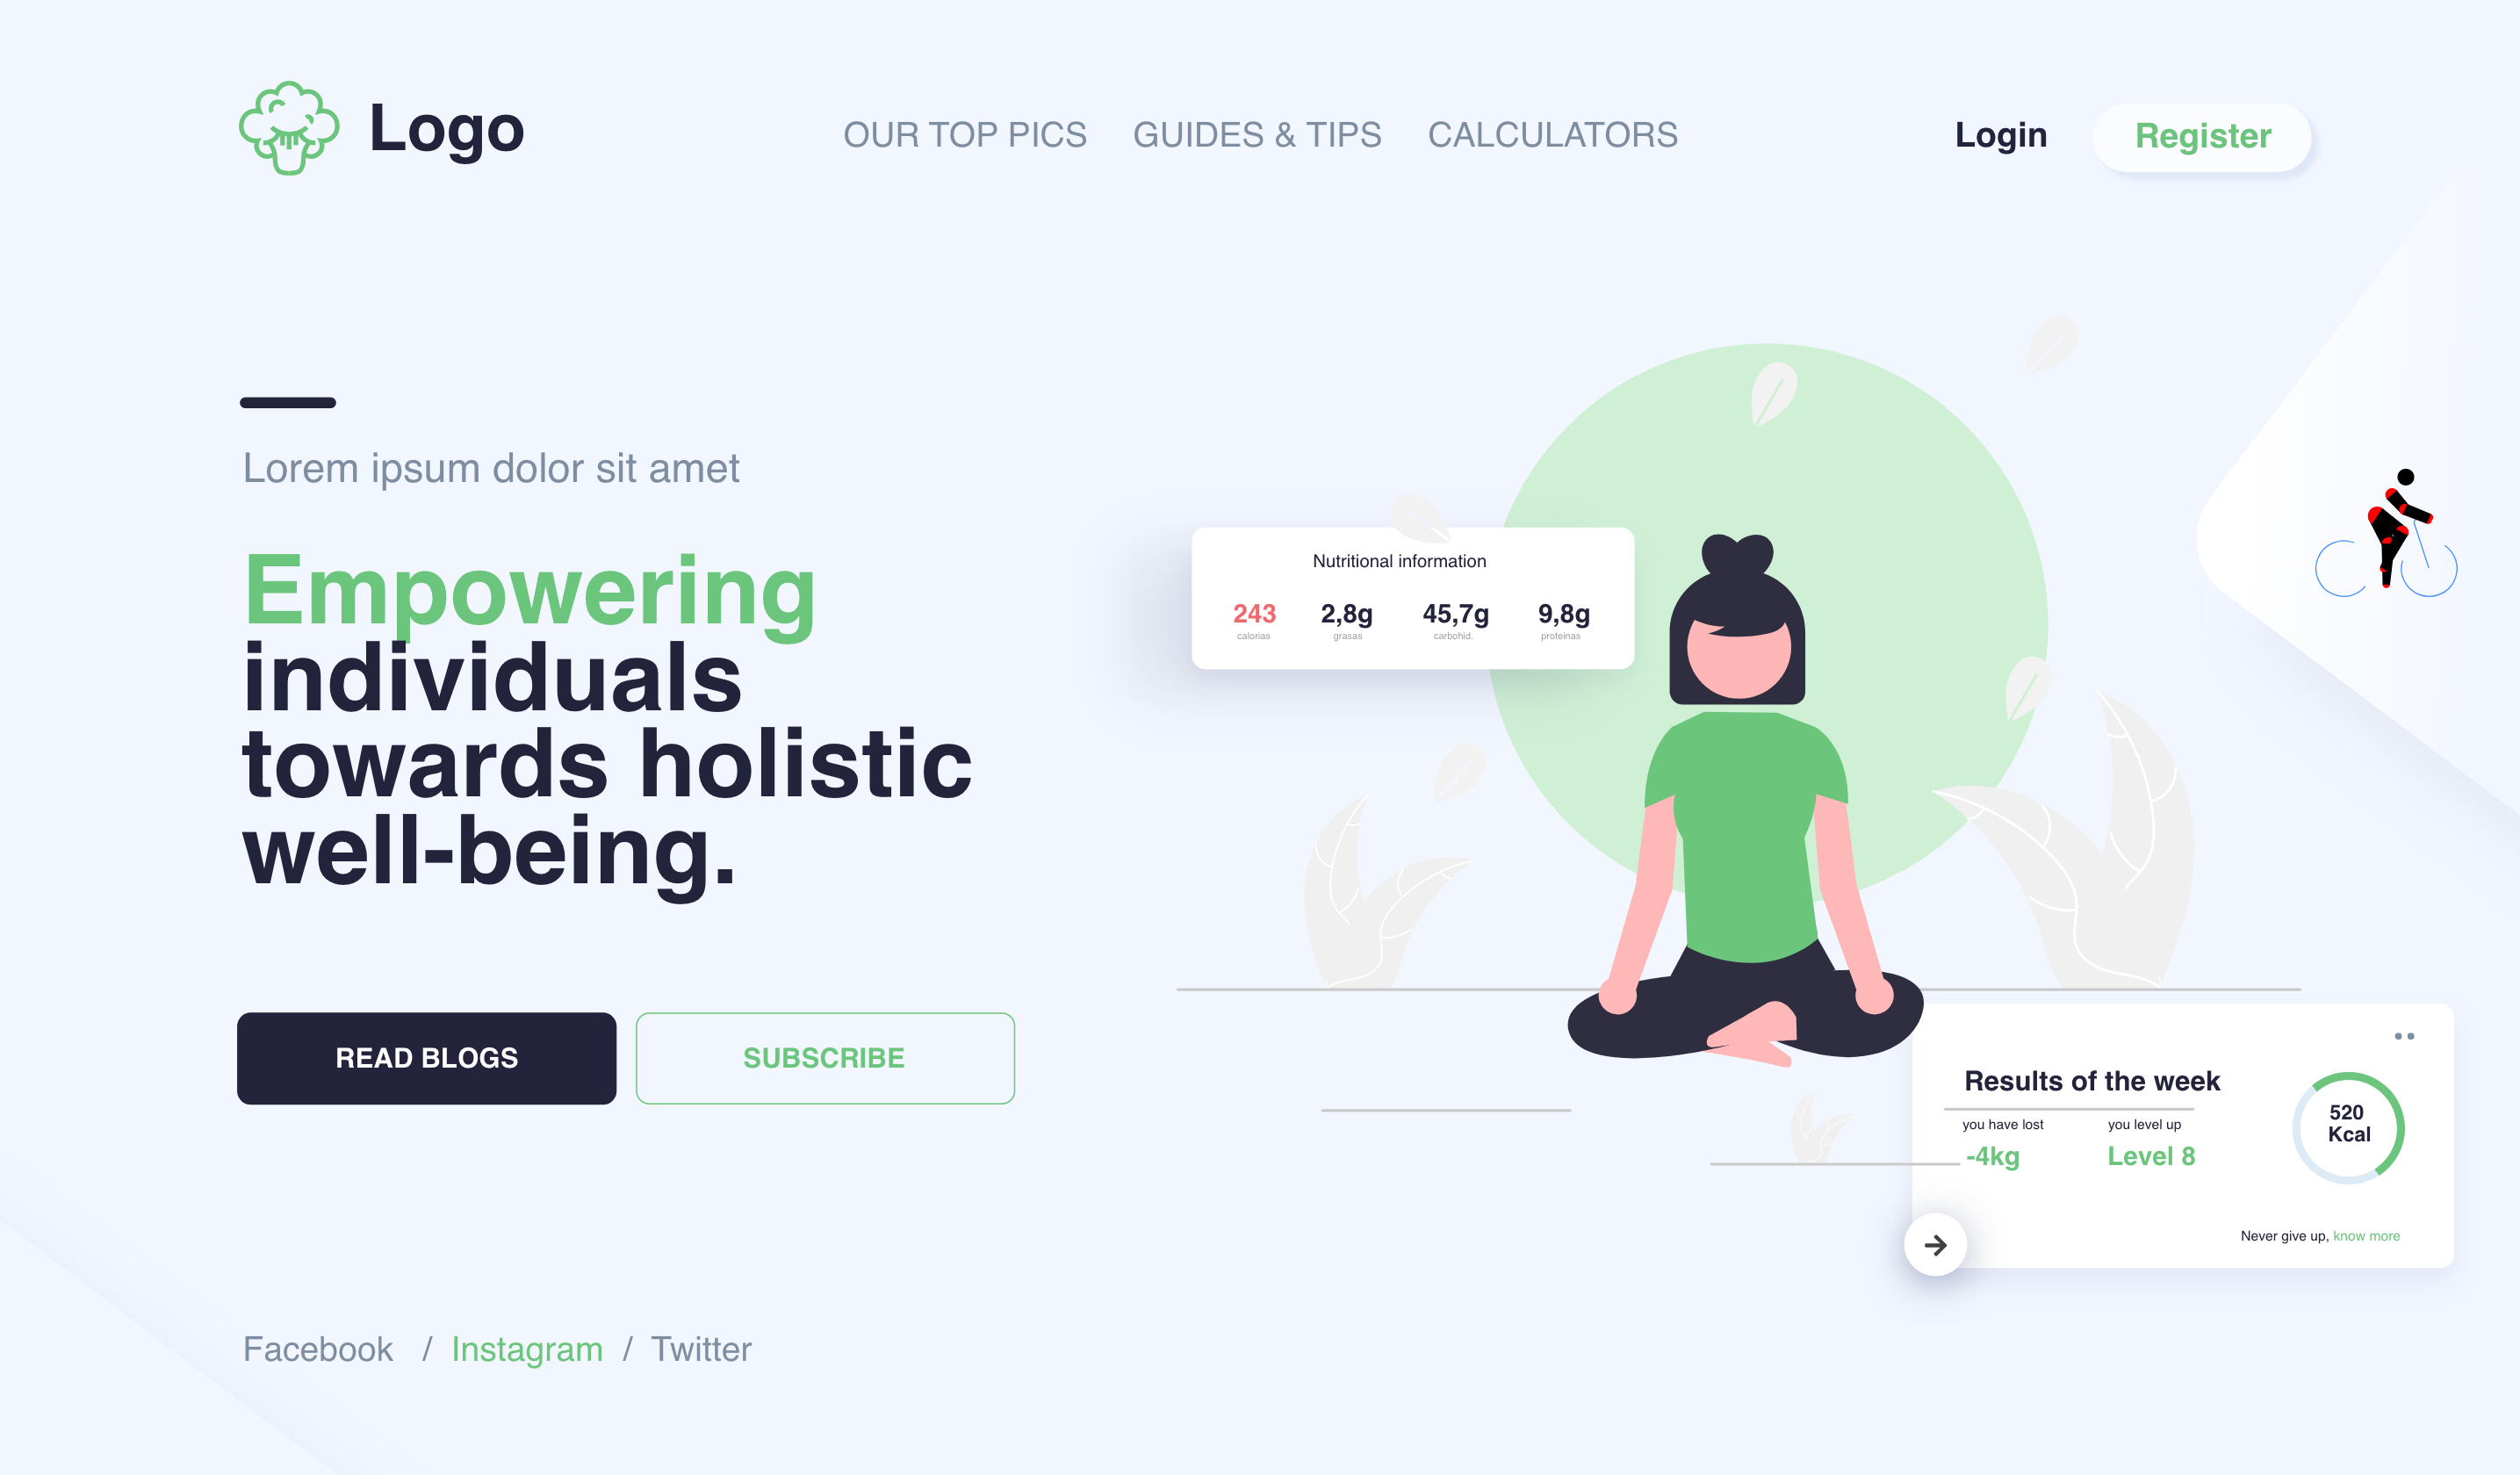 Logo
OUR TOP PICS
GUIDES & TIPS
CALCULATORS
Login
Register
Lorem ipsum dolor sit amet
Empowering
individuals
towards holistic
well-being.
READ BLOGS
SUBSCRIBE
Facebook / Instagram / Twitter
Nutritional information
243 2,8g 45,7g 9,8g
calorias grasas carbohid. proteinas
Results of the week
you have lost you level up
-4kg Level 8
520
Kcal
Never give up, know more